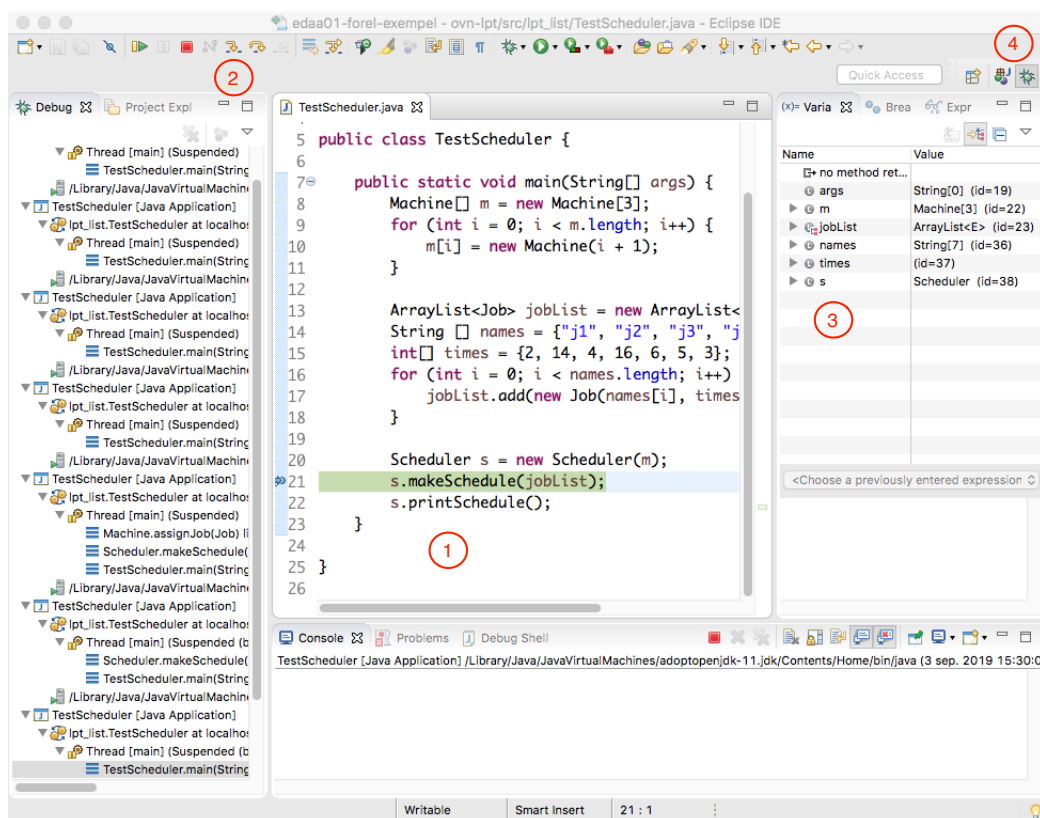 edaa01-forel-exempel - ovn-lpt/src/lpt_list/TestScheduler.java - Eclipse IDE
4
2
Quick Access
Debug
Project Expl
Thread [main] (Suspended)
TestScheduler.main(String
/Library/Java/JavaVirtualMachin
TestScheduler [Java Application]
lpt_list.TestScheduler at localhos
Thread [main] (Suspended)
TestScheduler.main(String
/Library/Java/JavaVirtualMachin
TestScheduler [Java Application]
lpt_list.TestScheduler at localhos
Thread [main] (Suspended)
TestScheduler.main(String
/Library/Java/JavaVirtualMachin
TestScheduler [Java Application]
lpt_list.TestScheduler at localhos
Thread [main] (Suspended)
TestScheduler.main(String
/Library/Java/JavaVirtualMachin
TestScheduler [Java Application]
lpt_list.TestScheduler at localhos
Thread [main] (Suspended)
Machine.assignJob(Job) li
Scheduler.makeSchedule(
TestScheduler.main(String
/Library/Java/JavaVirtualMachin
TestScheduler [Java Application]
lpt_list.TestScheduler at localhos
Thread [main] (Suspended (b
Scheduler.makeSchedule(
TestScheduler.main(String
/Library/Java/JavaVirtualMachin
TestScheduler [Java Application]
lpt_list.TestScheduler at localhos
Thread [main] (Suspended (b
TestScheduler.main(String
TestScheduler.java
5 public class TestScheduler {
6
7 public static void main(String[] args) {
8 Machine[] m = new Machine[3];
9 for (int i = 0; i < m.length; i++) {
10 m[i] = new Machine(i + 1);
11 }
12
13 ArrayList<Job> jobList = new ArrayList<
14 String [] names = {"j1", "j2", "j3", "j
15 int[] times = {2, 14, 4, 16, 6, 5, 3};
16 for (int i = 0; i < names.length; i++)
17 jobList.add(new Job(names[i], times
18 }
19
20 Scheduler s = new Scheduler(m);
21 s.makeSchedule(jobList);
22 s.printSchedule();
23 }
24
25 }
26
1
(x)= Varia
Brea
Expr
Name Value
no method ret...
args String[0] (id=19)
m Machine[3] (id=22)
jobList ArrayList<E> (id=23)
names String[7] (id=36)
times (id=37)
s Scheduler (id=38)
3
<Choose a previously entered expression
Console
Problems
Debug Shell
TestScheduler [Java Application] /Library/Java/JavaVirtualMachines/adoptopenjdk-11.jdk/Contents/Home/bin/java (3 sep. 2019 15:30:0
Writable
Smart Insert
21 : 1